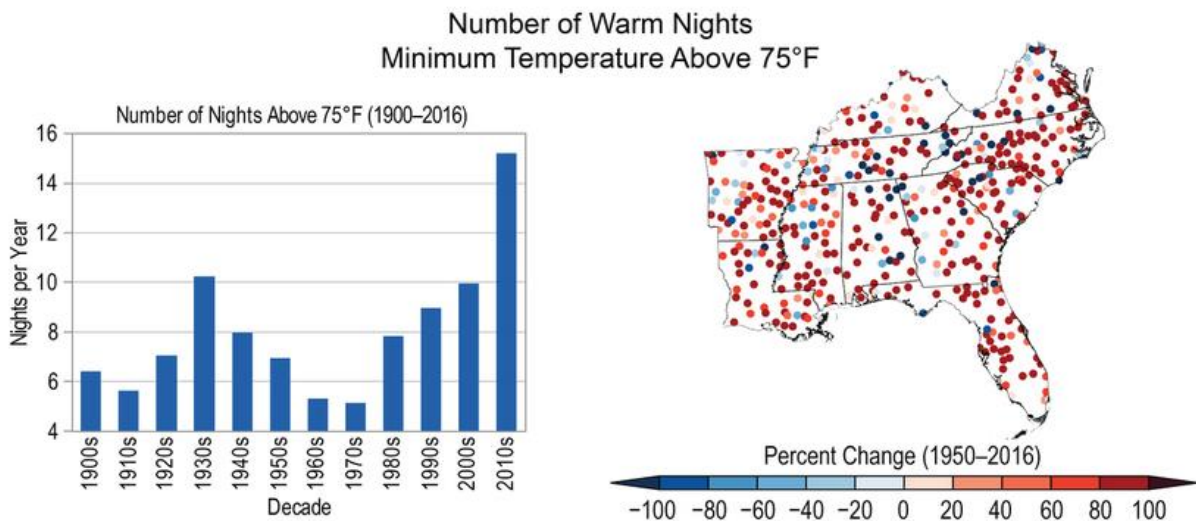 Number of Warm Nights
Minimum Temperature Above 75°F
Number of Nights Above 75°F (1900–2016)
Nights per Year
16
14
12
10
8
6
4
1900s
1910s
1920s
1930s
1940s
1950s
1960s
1970s
1980s
1990s
2000s
2010s
Decade
Percent Change (1950–2016)
−100 −80 −60 −40 −20 0 20 40 60 80 100